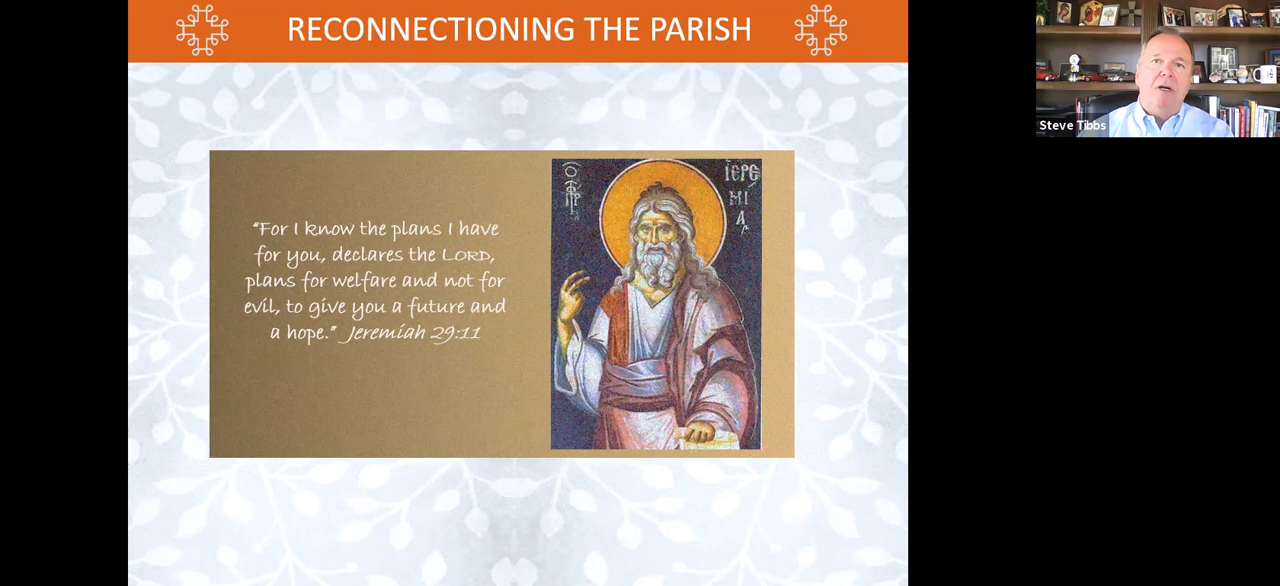 RECONNECTIONING THE PARISH
“For I know the plans I have
for you, declares the LORD,
plans for welfare and not for
evil, to give you a future and
a hope.” Jeremiah 29:11
ΙΕΡΕ
ΜΙ
Α
Steve Tibbs